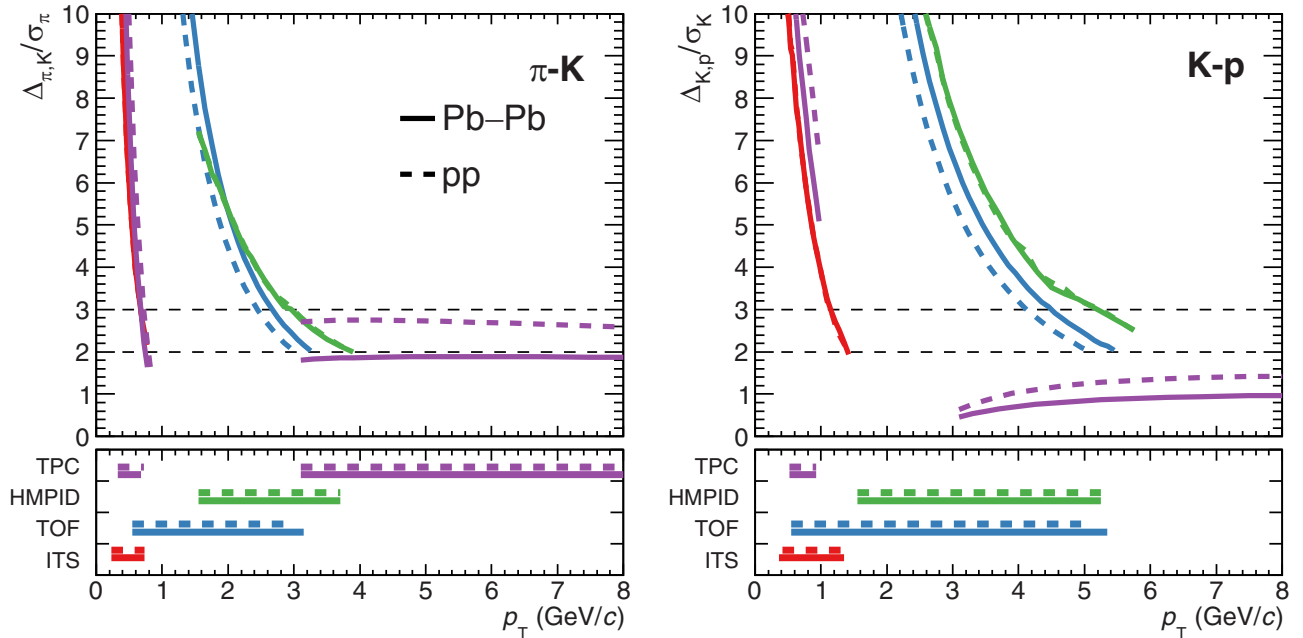 Δπ,K/σπ
10
9
8
7
6
5
4
3
2
1
0
π-K
Pb–Pb
pp
TPC
HMPID
TOF
ITS
0 1 2 3 4 5 6 7 8
pT (GeV/c)
ΔK,p/σK
10
9
8
7
6
5
4
3
2
1
0
K-p
TPC
HMPID
TOF
ITS
0 1 2 3 4 5 6 7 8
pT (GeV/c)